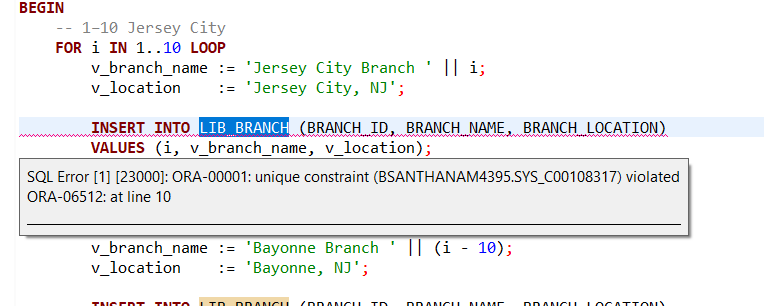 BEGIN
-- 1–10 Jersey City
FOR i IN 1..10 LOOP
v_branch_name := 'Jersey City Branch ' || i;
v_location := 'Jersey City, NJ';
INSERT INTO LIB_BRANCH (BRANCH_ID, BRANCH_NAME, BRANCH_LOCATION)
VALUES (i, v_branch_name, v_location);
SQL Error [1] [23000]: ORA-00001: unique constraint (BSANTHANAM4395.SYS_C00108317) violated
ORA-06512: at line 10
v_branch_name := 'Bayonne Branch ' || (i - 10);
v_location := 'Bayonne, NJ';
INSERT INTO LIB_BRANCH (BRANCH_ID, BRANCH_NAME, BRANCH_LOCATION)